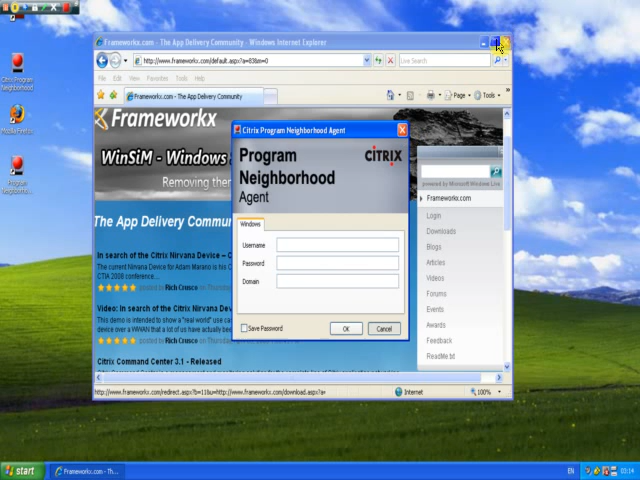 Frameworkx.com - The App Delivery Community - Windows Internet Explorer
http://www.frameworkx.com/default.aspx?a=83&m=0
Live Search
File Edit View Favorites Tools Help
Frameworkx.com - The App Delivery Community
Page Tools
Citrix Program
Neighborhood
Mozilla Firefox
Program
Neighborho...
Frameworkx
WinSiM - Windows
Removing ther
The App Delivery Commu
In search of the Citrix Nirvana Device – C
The current Nirvana Device for Adam Marano is his C
CTIA 2008 conference...
posted by Rich Crusco on Thursda
Video: In search of the Citrix Nirvana Dev
This demo is intended to show a "real world" use ca
device over a WWAN that a lot of us have actually bee
posted by Rich Crusco on Thursday,
Citrix Command Center 3.1 - Released
Citrix Program Neighborhood Agent
Program
Neighborhood
Agent
CITRIX
Windows
Username
Password
Domain
Save Password
OK
Cancel
powered by Microsoft Windows Live
Frameworkx.com
Login
Downloads
Blogs
Articles
Videos
Forums
Events
Awards
Feedback
ReadMe.txt
http://www.frameworkx.com/redirect.aspx?b=11&u=http://www.frameworkx.com/download.aspx?a=
Internet
100%
start
Frameworkx.com - Th...
EN
03:14